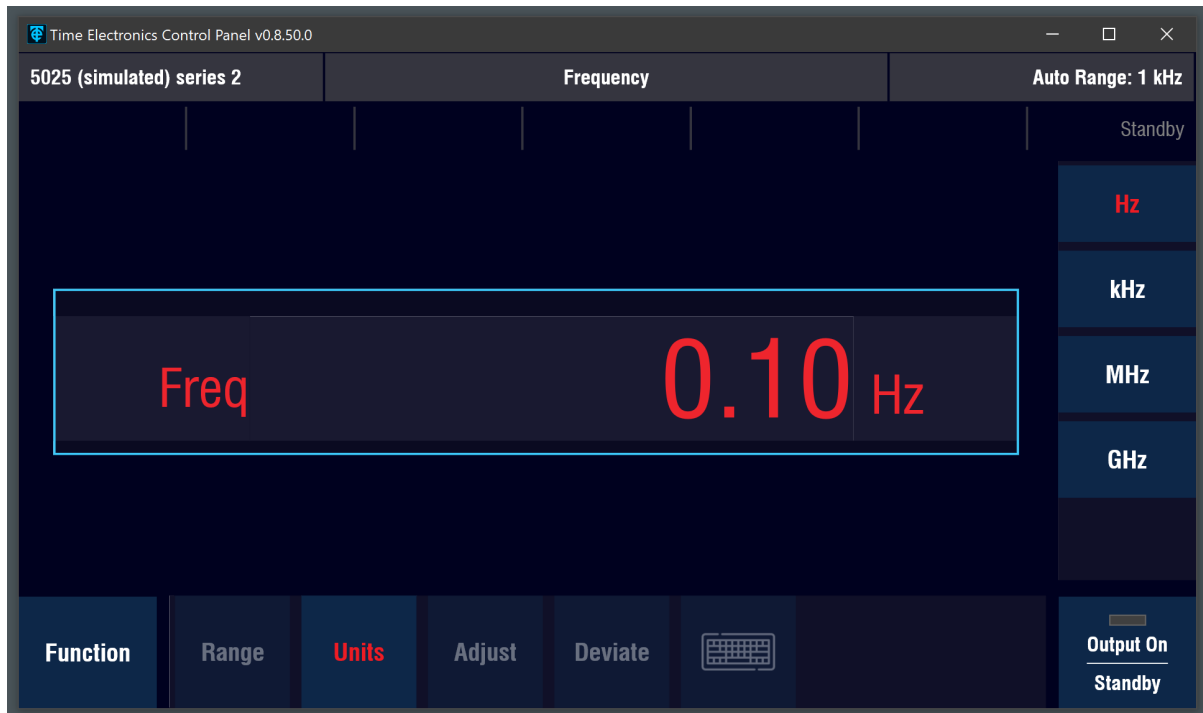 Time Electronics Control Panel v0.8.50.0
5025 (simulated) series 2
Frequency
Auto Range: 1 kHz
Standby
Hz
kHz
MHz
GHz
Freq 0.10 Hz
Function
Range
Units
Adjust
Deviate
Output On
Standby